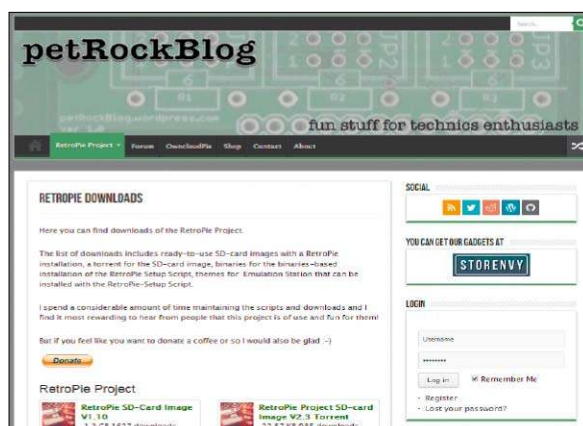 Search...
petRockBlog
petRockBlog.wordpress.com
fun stuff for technics enthusiasts
RetroPie Project Forum OwncloudPie Shop Contact About
RETROPIE DOWNLOADS
Here you can find downloads of the RetroPie Project.
The list of downloads includes ready-to-use SD-card images with a RetroPie
installation, a torrent for the SD-card image, binaries for the binaries-based
installation of the RetroPie Setup Script, themes for Emulation Station that can be
installed with the RetroPie-Setup Script.
I spend a considerable amount of time maintaining the scripts and downloads and I
find it most rewarding to hear from people that this project is of use and fun for them!
But if you feel like you want to donate a coffee or so I would also be glad :-)
Donate
RetroPie Project
RetroPie SD-Card Image
V1.10
RetroPie Project SD-card
Image V2.3 Torrent
SOCIAL
YOU CAN GET OUR GADGETS AT
STORENVY
LOGIN
Username
Log in Remember Me
Register
Lost your password?